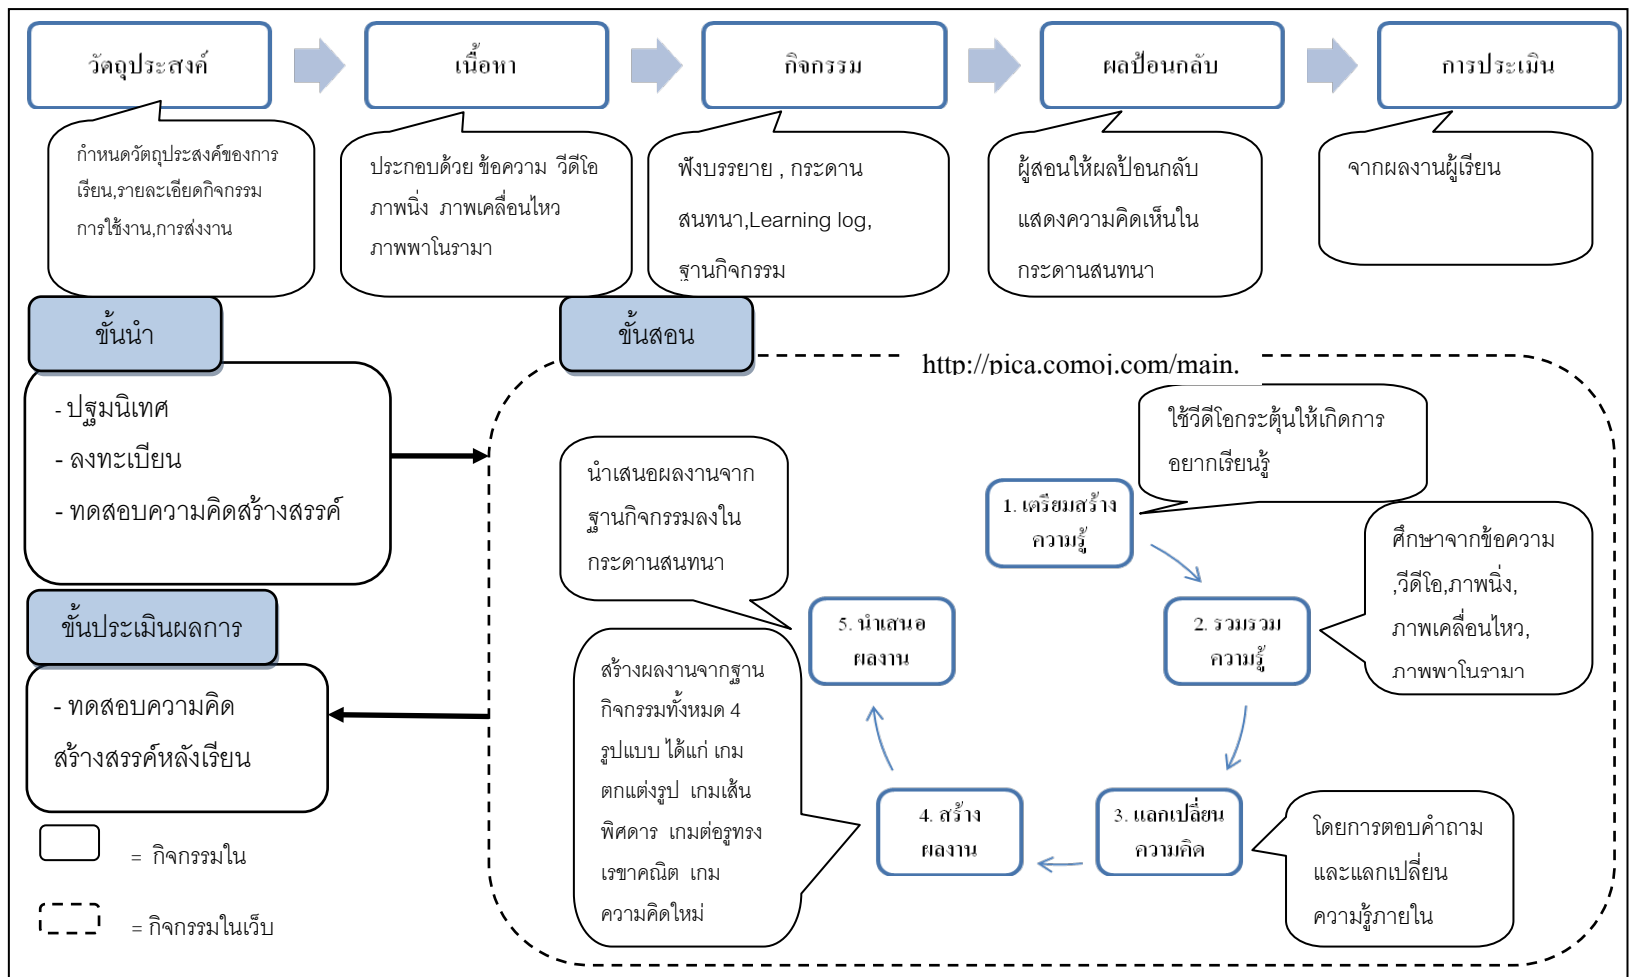 วัตถุประสงค์
เนื้อหา
กิจกรรม
ผลป้อนกลับ
การประเมิน
กำหนดวัตถุประสงค์ของการ
เรียน,รายละเอียดกิจกรรม
การใช้งาน,การส่งงาน
ประกอบด้วย ข้อความ วีดีโอ
ภาพนิ่ง ภาพเคลื่อนไหว
ภาพพาโนรามา
ฟังบรรยาย , กระดาน
สนทนา,Learning log,
ฐานกิจกรรม
ผู้สอนให้ผลป้อนกลับ
แสดงความคิดเห็นใน
กระดานสนทนา
จากผลงานผู้เรียน
ขั้นนำ
- ปฐมนิเทศ
- ลงทะเบียน
- ทดสอบความคิดสร้างสรรค์
ขั้นประเมินผลการ
- ทดสอบความคิด
สร้างสรรค์หลังเรียน
= กิจกรรมใน
= กิจกรรมในเว็บ
ขั้นสอน
http://pica.comoj.com/main.
1. เตรียมสร้าง
ความรู้
ใช้วีดีโอกระตุ้นให้เกิดการ
อยากเรียนรู้
2. รวมรวม
ความรู้
ศึกษาจากข้อความ
,วีดีโอ,ภาพนิ่ง,
ภาพเคลื่อนไหว,
ภาพพาโนรามา
3. แลกเปลี่ยน
ความคิด
โดยการตอบคำถาม
และแลกเปลี่ยน
ความรู้ภายใน
4. สร้าง
ผลงาน
สร้างผลงานจากฐาน
กิจกรรมทั้งหมด 4
รูปแบบ ได้แก่ เกม
ตกแต่งรูป เกมเส้น
พิศดาร เกมต่อรูทรง
เรขาคณิต เกม
ความคิดใหม่
5. นำเสนอ
ผลงาน
นำเสนอผลงานจาก
ฐานกิจกรรมลงใน
กระดานสนทนา